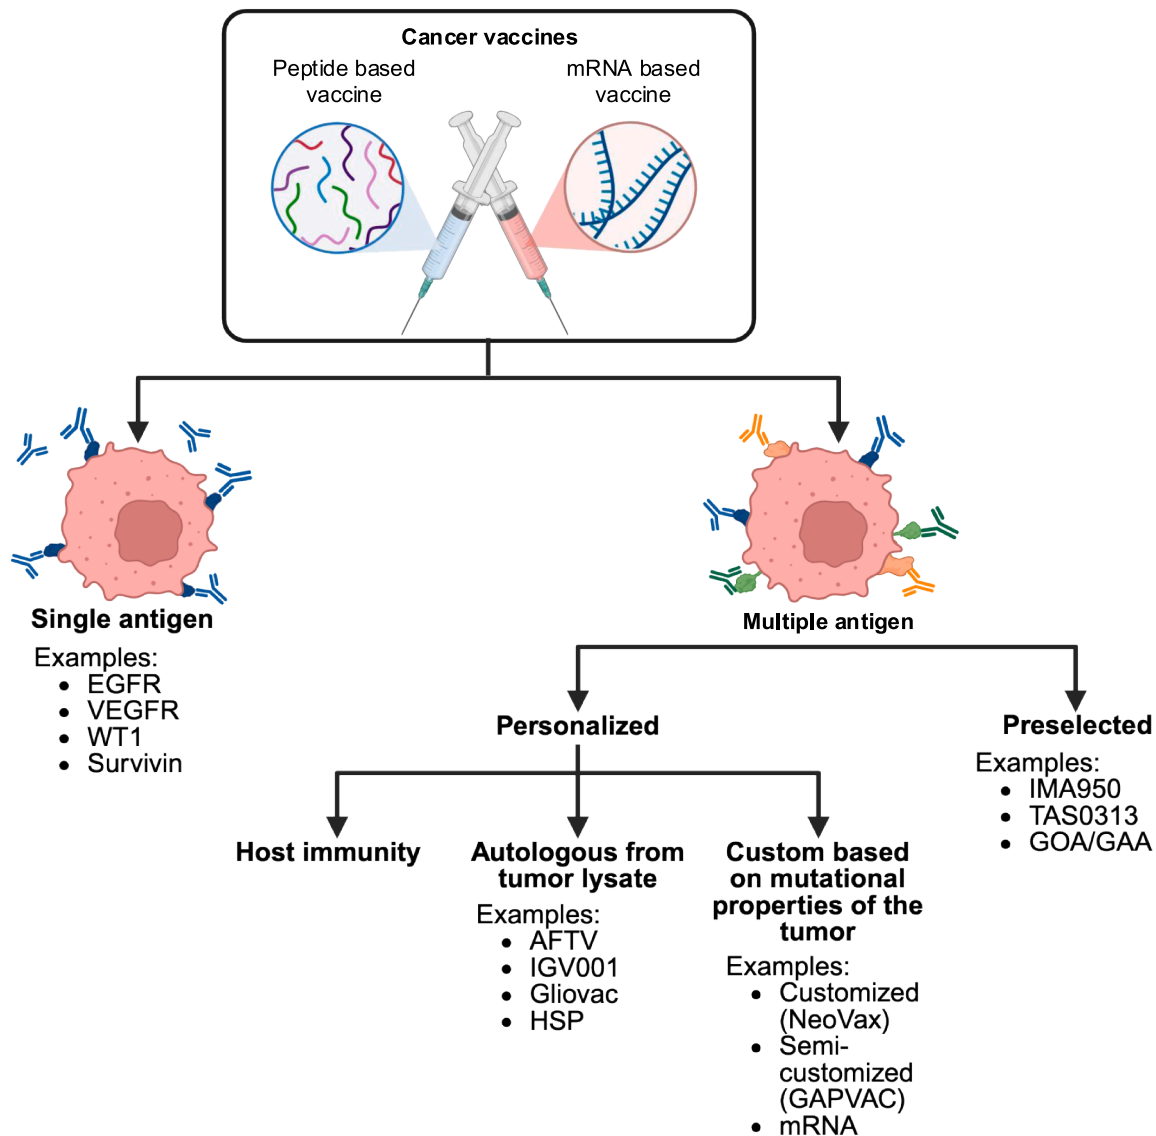 Cancer vaccines
Peptide based
vaccine
mRNA based
vaccine
Single antigen
Examples:
• EGFR
• VEGFR
• WT1
• Survivin
Multiple antigen
Personalized
Preselected
Examples:
• IMA950
• TAS0313
• GOA/GAA
Host immunity
Autologous from
tumor lysate
Examples:
• AFTV
• IGV001
• Gliovac
• HSP
Custom based
on mutational
properties of the
tumor
Examples:
• Customized
(NeoVax)
• Semi-
customized
(GAPVAC)
• mRNA